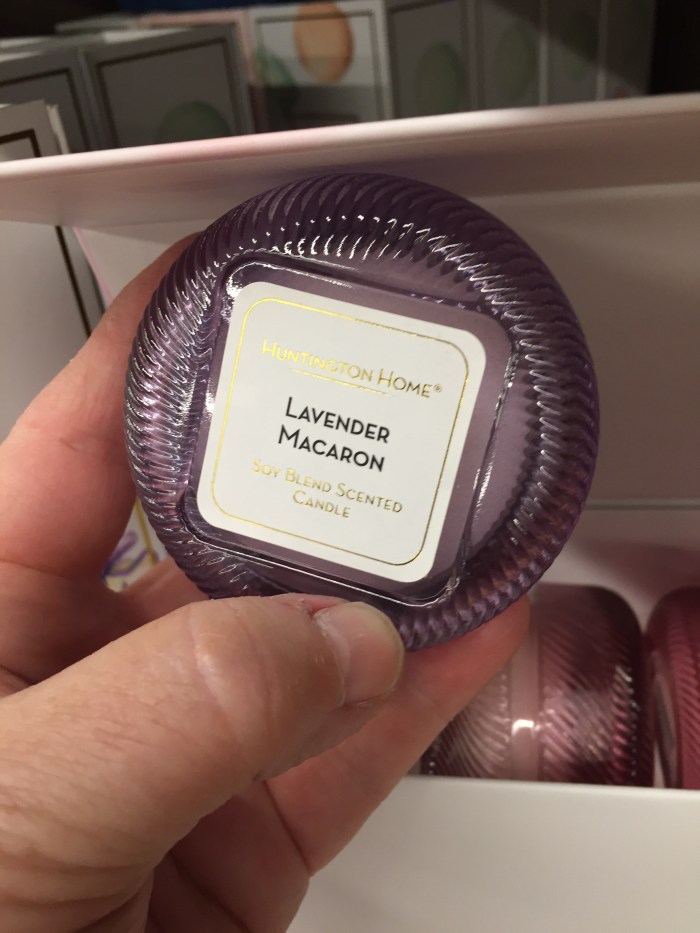 Huntington Home®
Lavender
Macaron
Soy Blend Scented
Candle